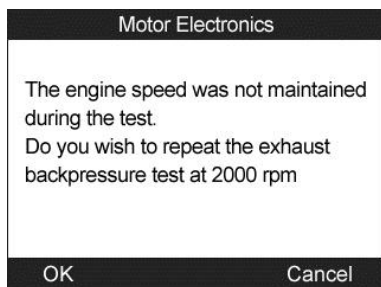 Motor Electronics
The engine speed was not maintained
during the test.
Do you wish to repeat the exhaust
backpressure test at 2000 rpm
OK Cancel